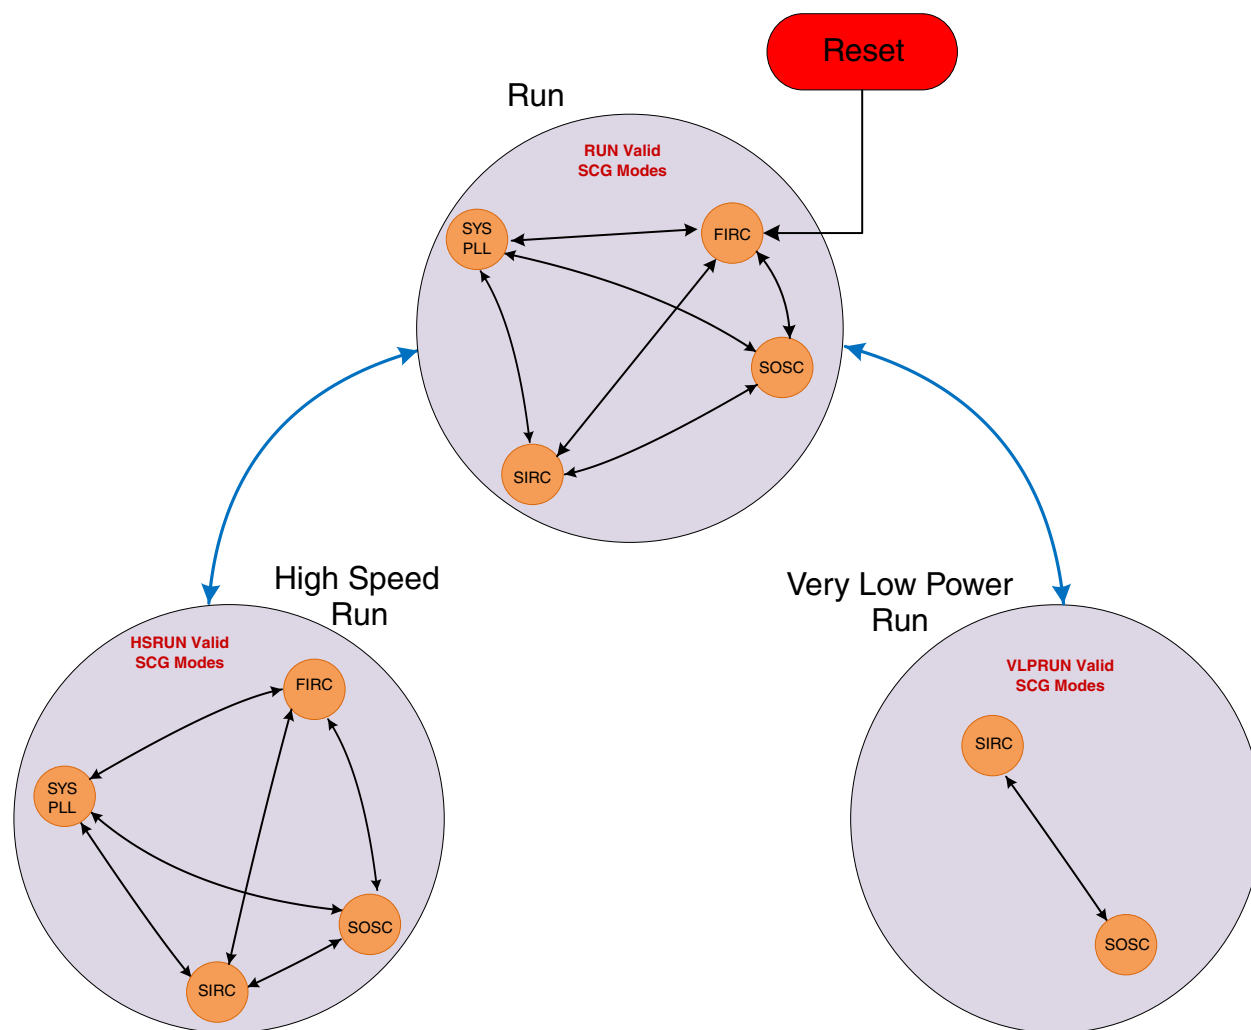 Reset
Run
RUN Valid
SCG Modes
SYS
PLL
FIRC
SOSC
SIRC
High Speed
Run
HSRUN Valid
SCG Modes
FIRC
SYS
PLL
SOSC
SIRC
Very Low Power
Run
VLPRUN Valid
SCG Modes
SIRC
SOSC